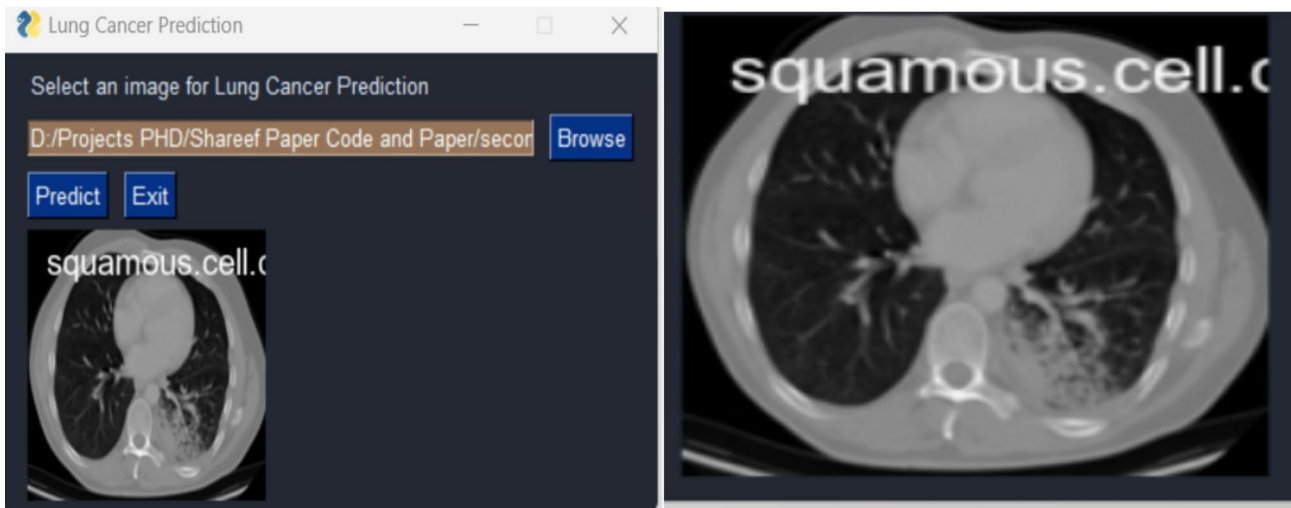 Lung Cancer Prediction
Select an image for Lung Cancer Prediction
D:/Projects PHD/Shareef Paper Code and Paper/secon
Browse
Predict Exit
squamous.cell.c
squamous.cell.c